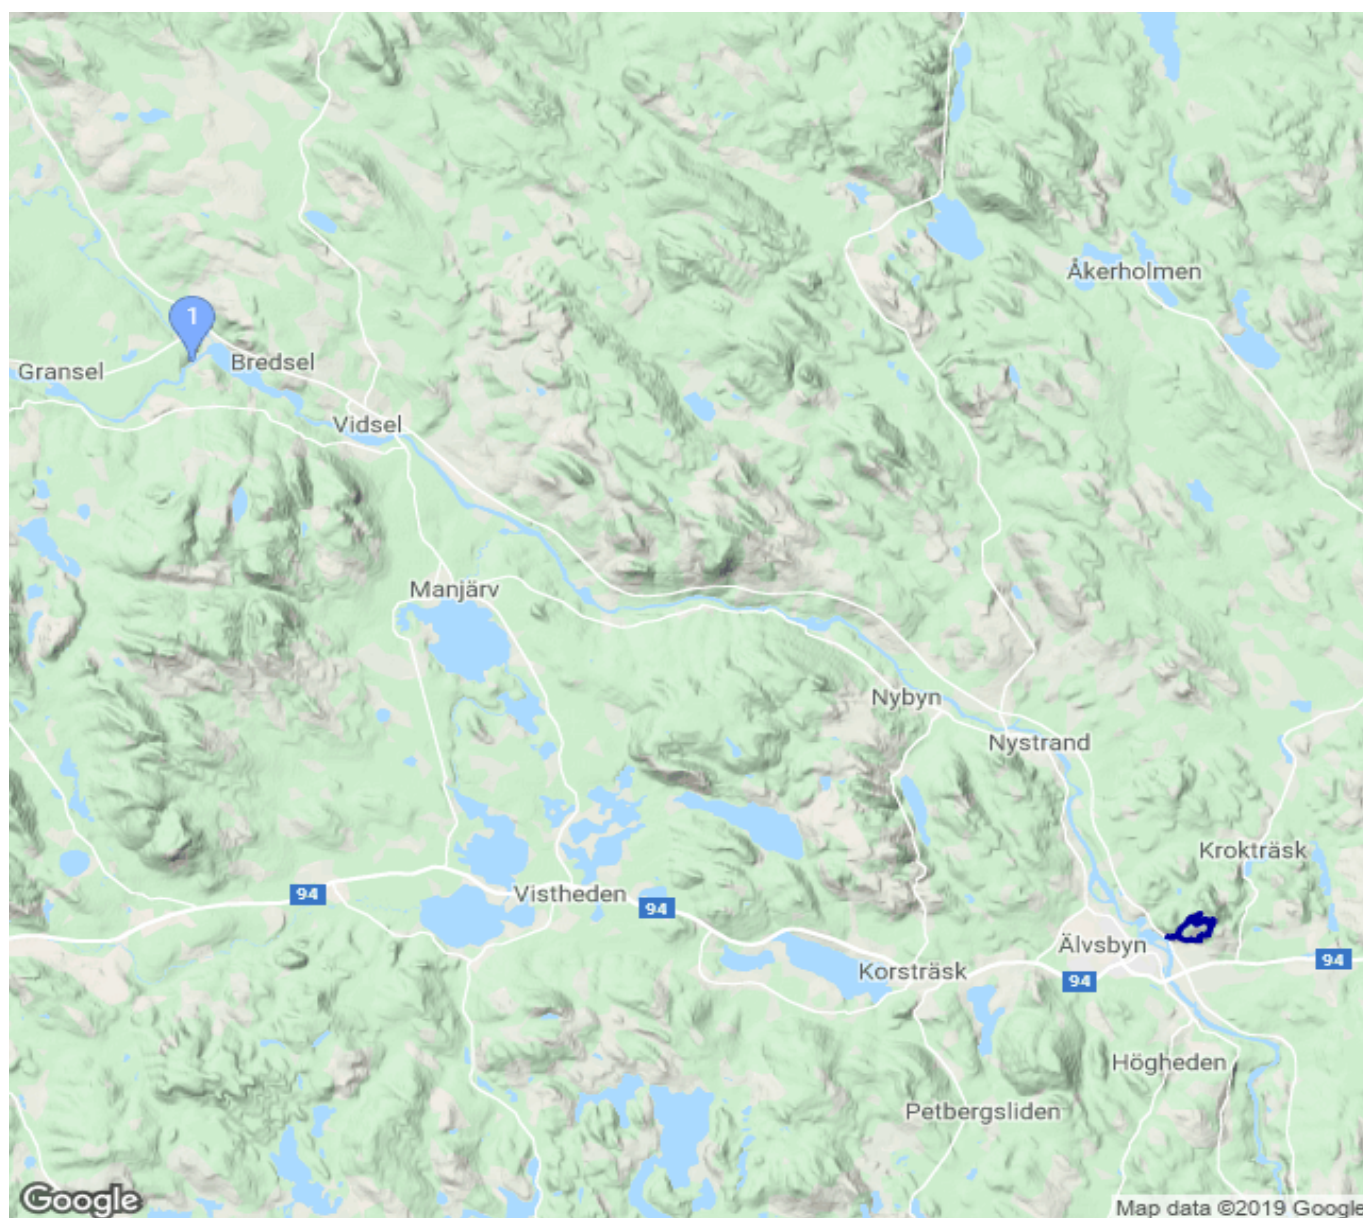 Åkerholmen
1
Bredsel
Gransel
Vidsel
Manjärv
Nybyn
Nystrand
Krokträsk
94
Vistheden
94
Älvsbyn
94
Korsträsk
94
Högheden
Petbergsliden
Google
Map data ©2019 Google